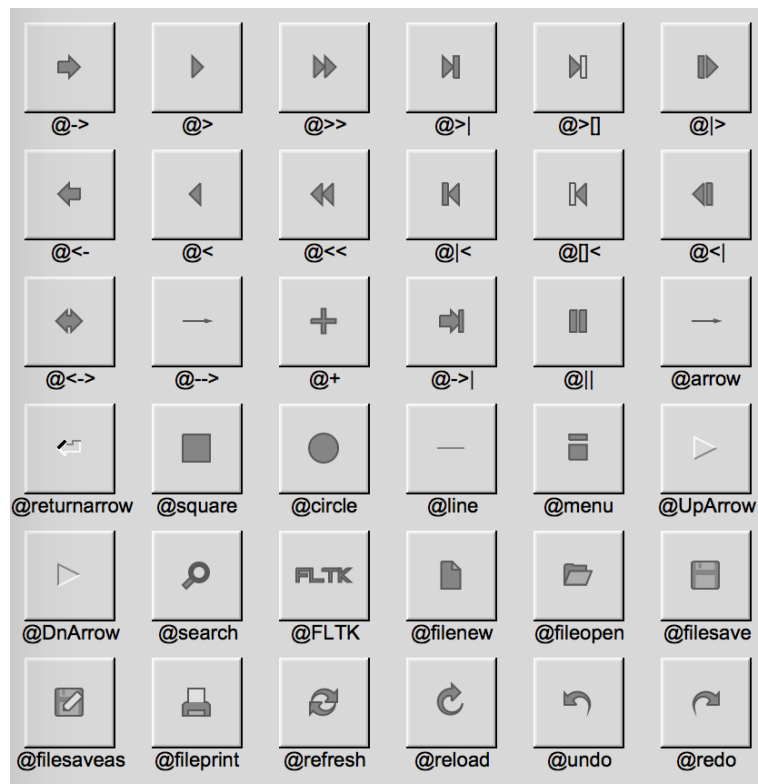 @-> @> @>> @>| @>[] @|>
@<- @< @<< @|< @[]< @<|
@<-> @--> @+ @->| @|| @arrow
@returnarrow @square @circle @line @menu @UpArrow
FLTK
@DnArrow @search @FLTK @filenew @fileopen @filesave
@filesaveas @fileprint @refresh @reload @undo @redo